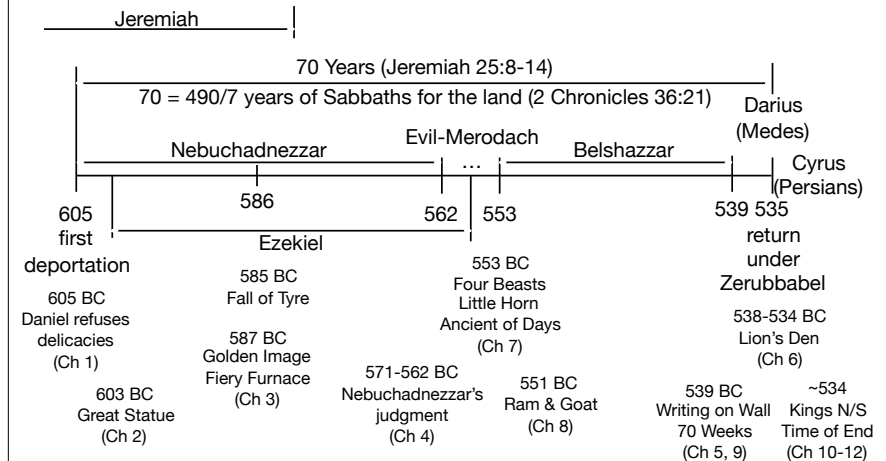 Jeremiah
70 Years (Jeremiah 25:8-14)
70 = 490/7 years of Sabbaths for the land (2 Chronicles 36:21)
Darius
(Medes)
Evil-Merodach
Nebuchadnezzar
...
Belshazzar
Cyrus
(Persians)
605
first
deportation
586
562
553
539
535
return
under
Zerubbabel
Ezekiel
605 BC
Daniel refuses
delicacies
(Ch 1)
603 BC
Great Statue
(Ch 2)
585 BC
Fall of Tyre
587 BC
Golden Image
Fiery Furnace
(Ch 3)
571-562 BC
Nebuchadnezzar's
judgment
(Ch 4)
553 BC
Four Beasts
Little Horn
Ancient of Days
(Ch 7)
551 BC
Ram & Goat
(Ch 8)
539 BC
Writing on Wall
70 Weeks
(Ch 5, 9)
538-534 BC
Lion's Den
(Ch 6)
~534
Kings N/S
Time of End
(Ch 10-12)